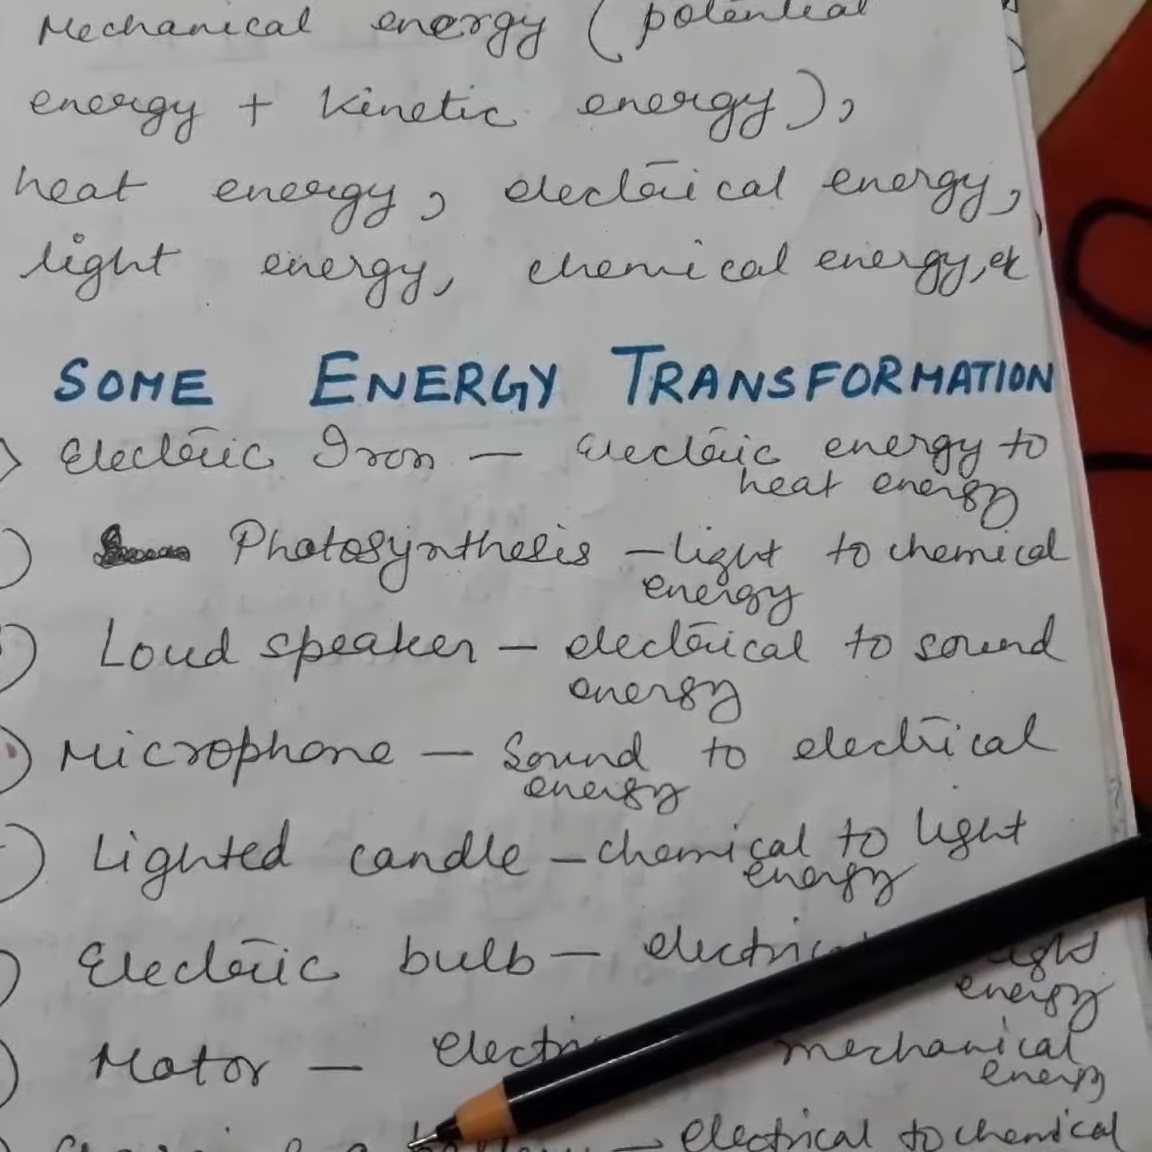 Mechanical energy (potential
energy + Kinetic energy),
heat energy, electrical energy,
light energy, chemical energy, etc
SOME ENERGY TRANSFORMATION
Electric Iron — Electric energy to
heat energy
Photosynthesis — light to chemical
energy
Loud speaker — electrical to sound
energy
Microphone — Sound to electrical
energy
Lighted candle — chemical to light
energy
Electric bulb — light
energy
Motor — mechanical
energy
— electrical to chemical